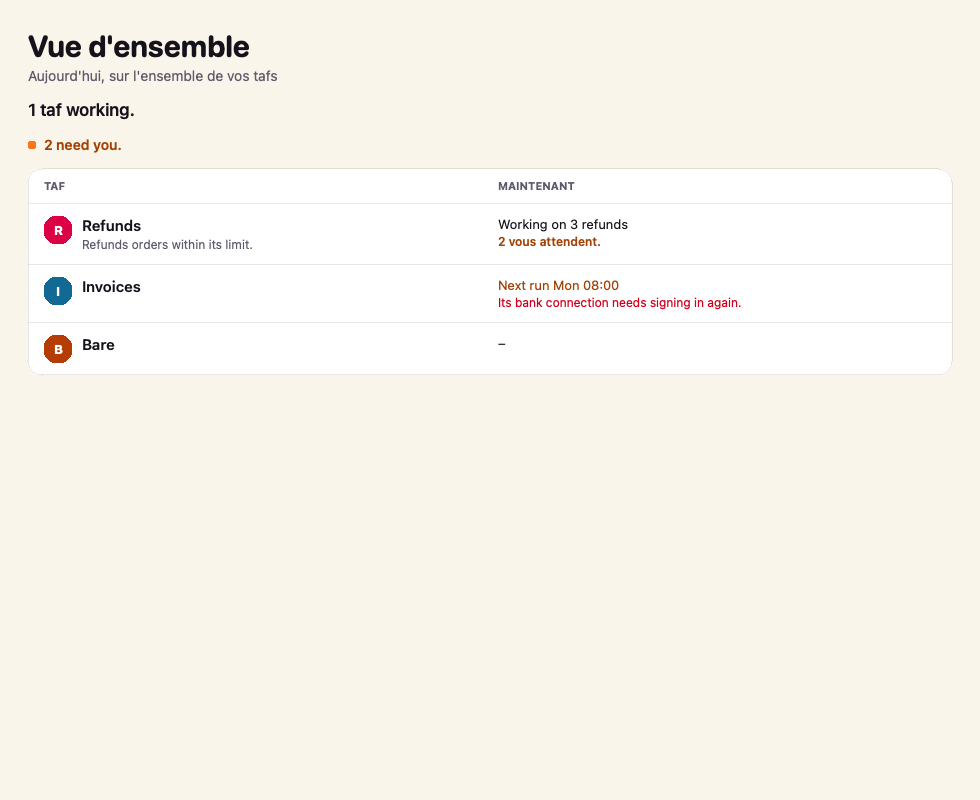 Vue d'ensemble
Aujourd'hui, sur l'ensemble de vos tafs
1 taf working.
2 need you.
TAF
MAINTENANT
R
Refunds
Refunds orders within its limit.
Working on 3 refunds
2 vous attendent.
I
Invoices
Next run Mon 08:00
Its bank connection needs signing in again.
B
Bare
–